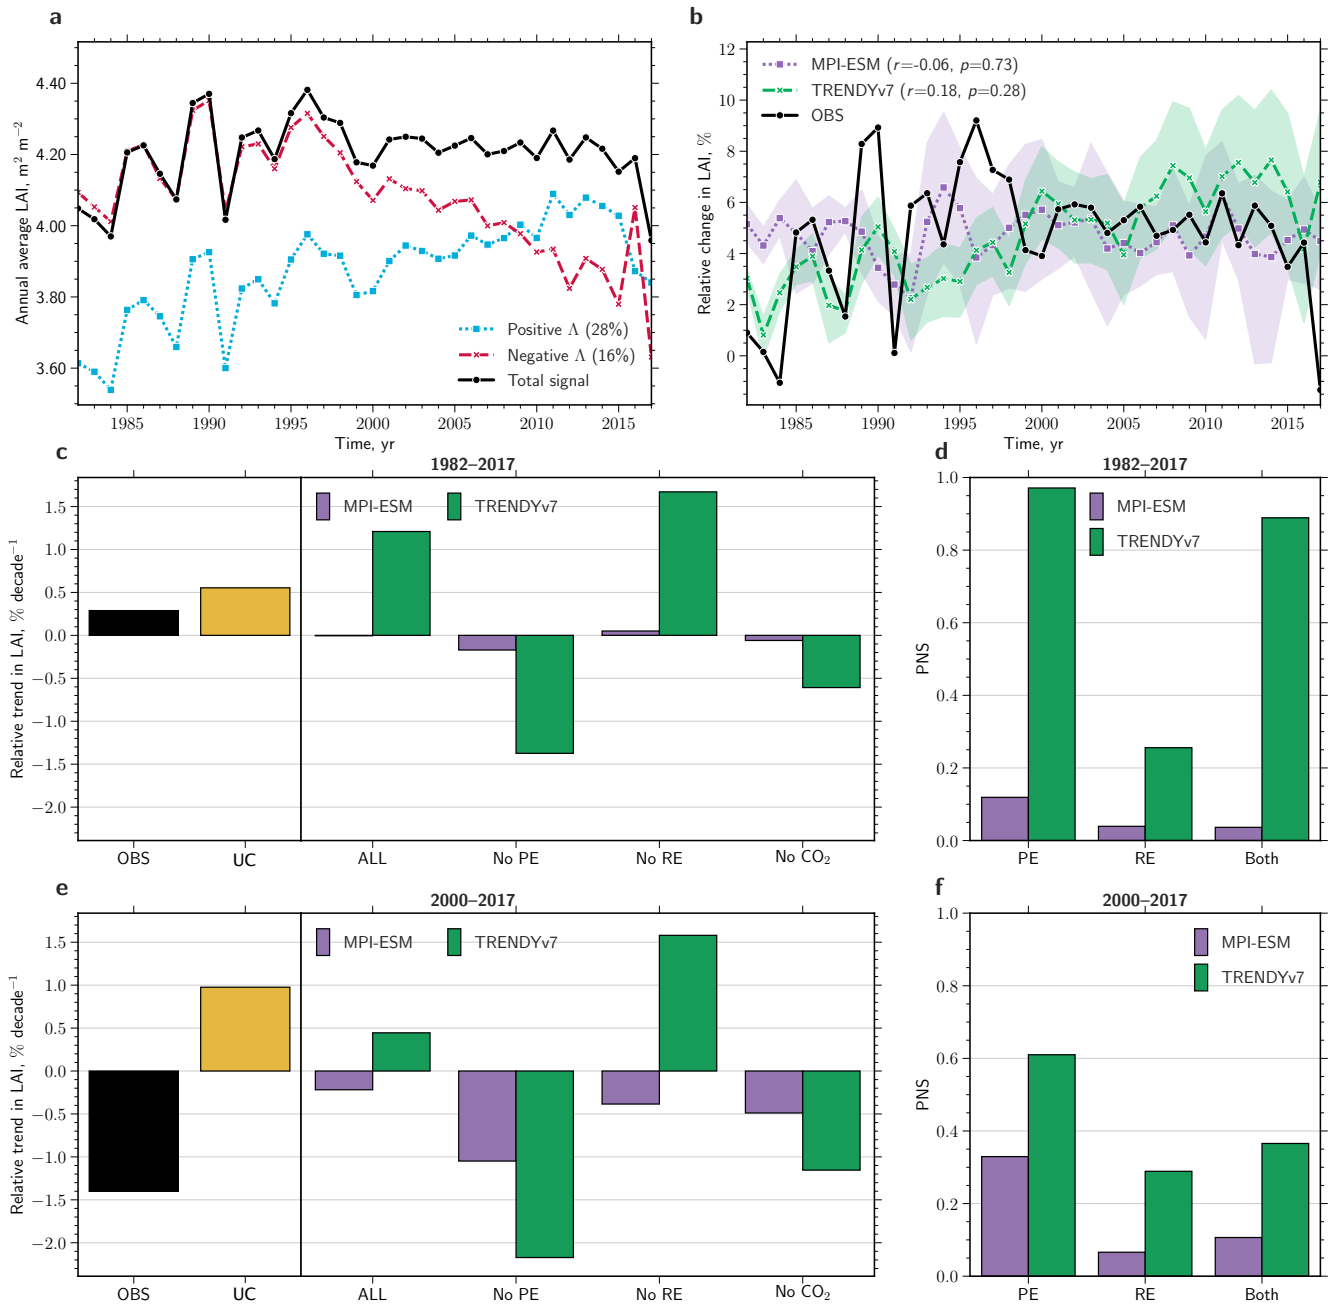 a
4.40
4.20
4.00
3.80
3.60
Annual average LAI, m² m⁻²
Positive Λ (28%)
Negative Λ (16%)
Total signal
1985
1990
1995
2000
2005
2010
2015
Time, yr
b
12
10
8
6
4
2
0
Relative change in LAI, %
MPI-ESM (r=-0.06, p=0.73)
TRENDYv7 (r=0.18, p=0.28)
OBS
1985
1990
1995
2000
2005
2010
2015
Time, yr
c
1982–2017
1.5
1.0
0.5
0.0
−0.5
−1.0
−1.5
−2.0
Relative trend in LAI, % decade⁻¹
MPI-ESM
TRENDYv7
OBS
UC
ALL
No PE
No RE
No CO₂
d
1982–2017
1.0
0.8
0.6
0.4
0.2
0.0
PNS
MPI-ESM
TRENDYv7
PE
RE
Both
e
2000–2017
1.5
1.0
0.5
0.0
−0.5
−1.0
−1.5
−2.0
Relative trend in LAI, % decade⁻¹
MPI-ESM
TRENDYv7
OBS
UC
ALL
No PE
No RE
No CO₂
f
2000–2017
1.0
0.8
0.6
0.4
0.2
0.0
PNS
MPI-ESM
TRENDYv7
PE
RE
Both